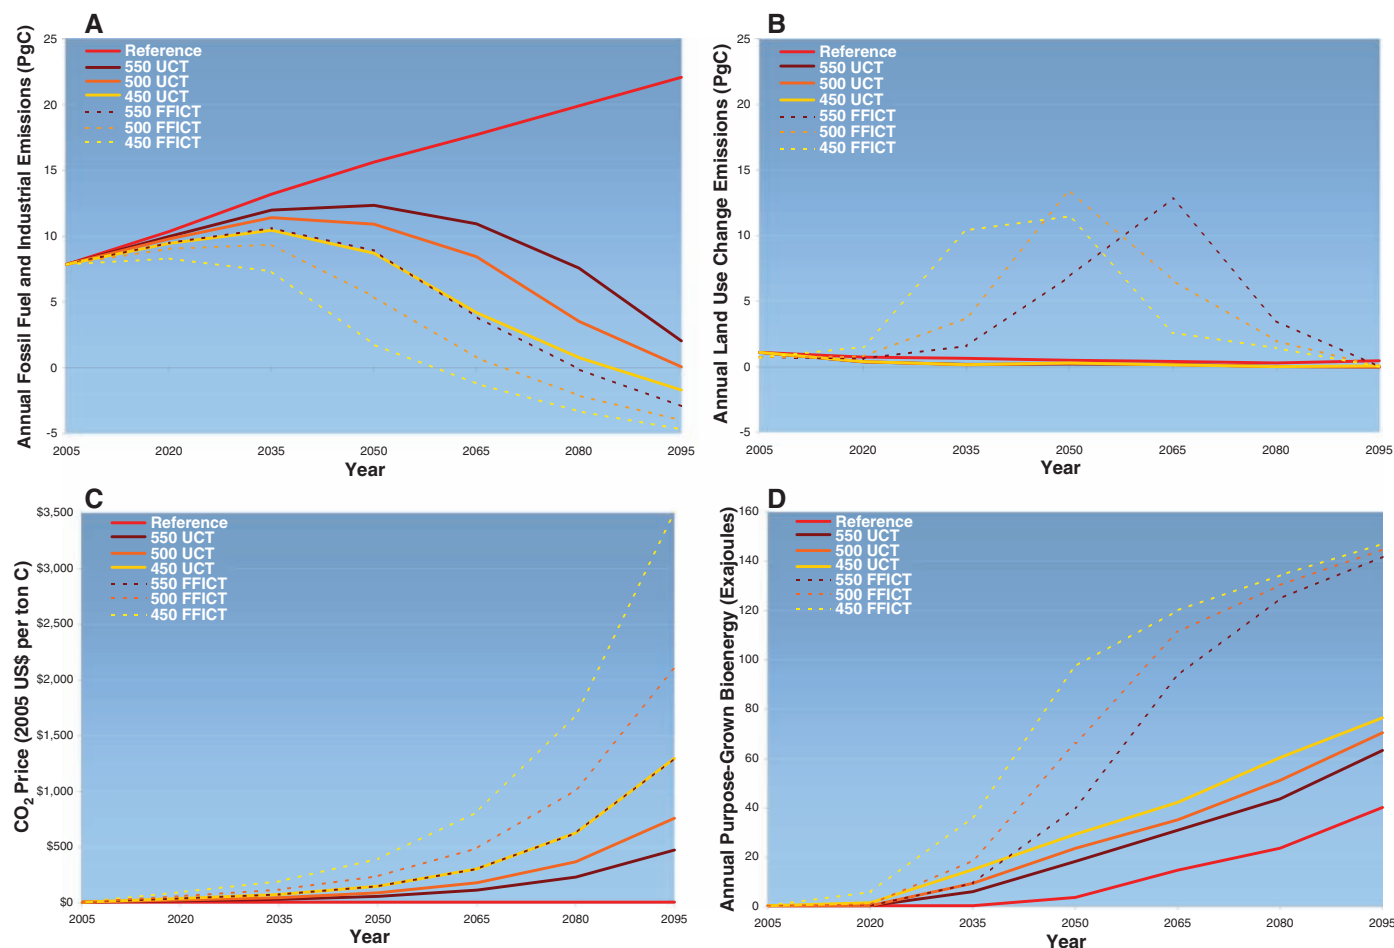 A
Annual Fossil Fuel and Industrial Emissions (PgC)
25
20
15
10
5
0
-5
Reference
550 UCT
500 UCT
450 UCT
550 FFICT
500 FFICT
450 FFICT
2005 2020 2035 2050 2065 2080 2095
Year
B
Annual Land Use Change Emissions (PgC)
25
20
15
10
5
0
-5
Reference
550 UCT
500 UCT
450 UCT
550 FFICT
500 FFICT
450 FFICT
2005 2020 2035 2050 2065 2080 2095
Year
C
CO2 Price (2005 US$ per ton C)
$3,500
$3,000
$2,500
$2,000
$1,500
$1,000
$500
$0
Reference
550 UCT
500 UCT
450 UCT
550 FFICT
500 FFICT
450 FFICT
2005 2020 2035 2050 2065 2080 2095
Year
D
Annual Purpose-Grown Bioenergy (Exajoules)
160
140
120
100
80
60
40
20
0
Reference
550 UCT
500 UCT
450 UCT
550 FFICT
500 FFICT
450 FFICT
2005 2020 2035 2050 2065 2080 2095
Year